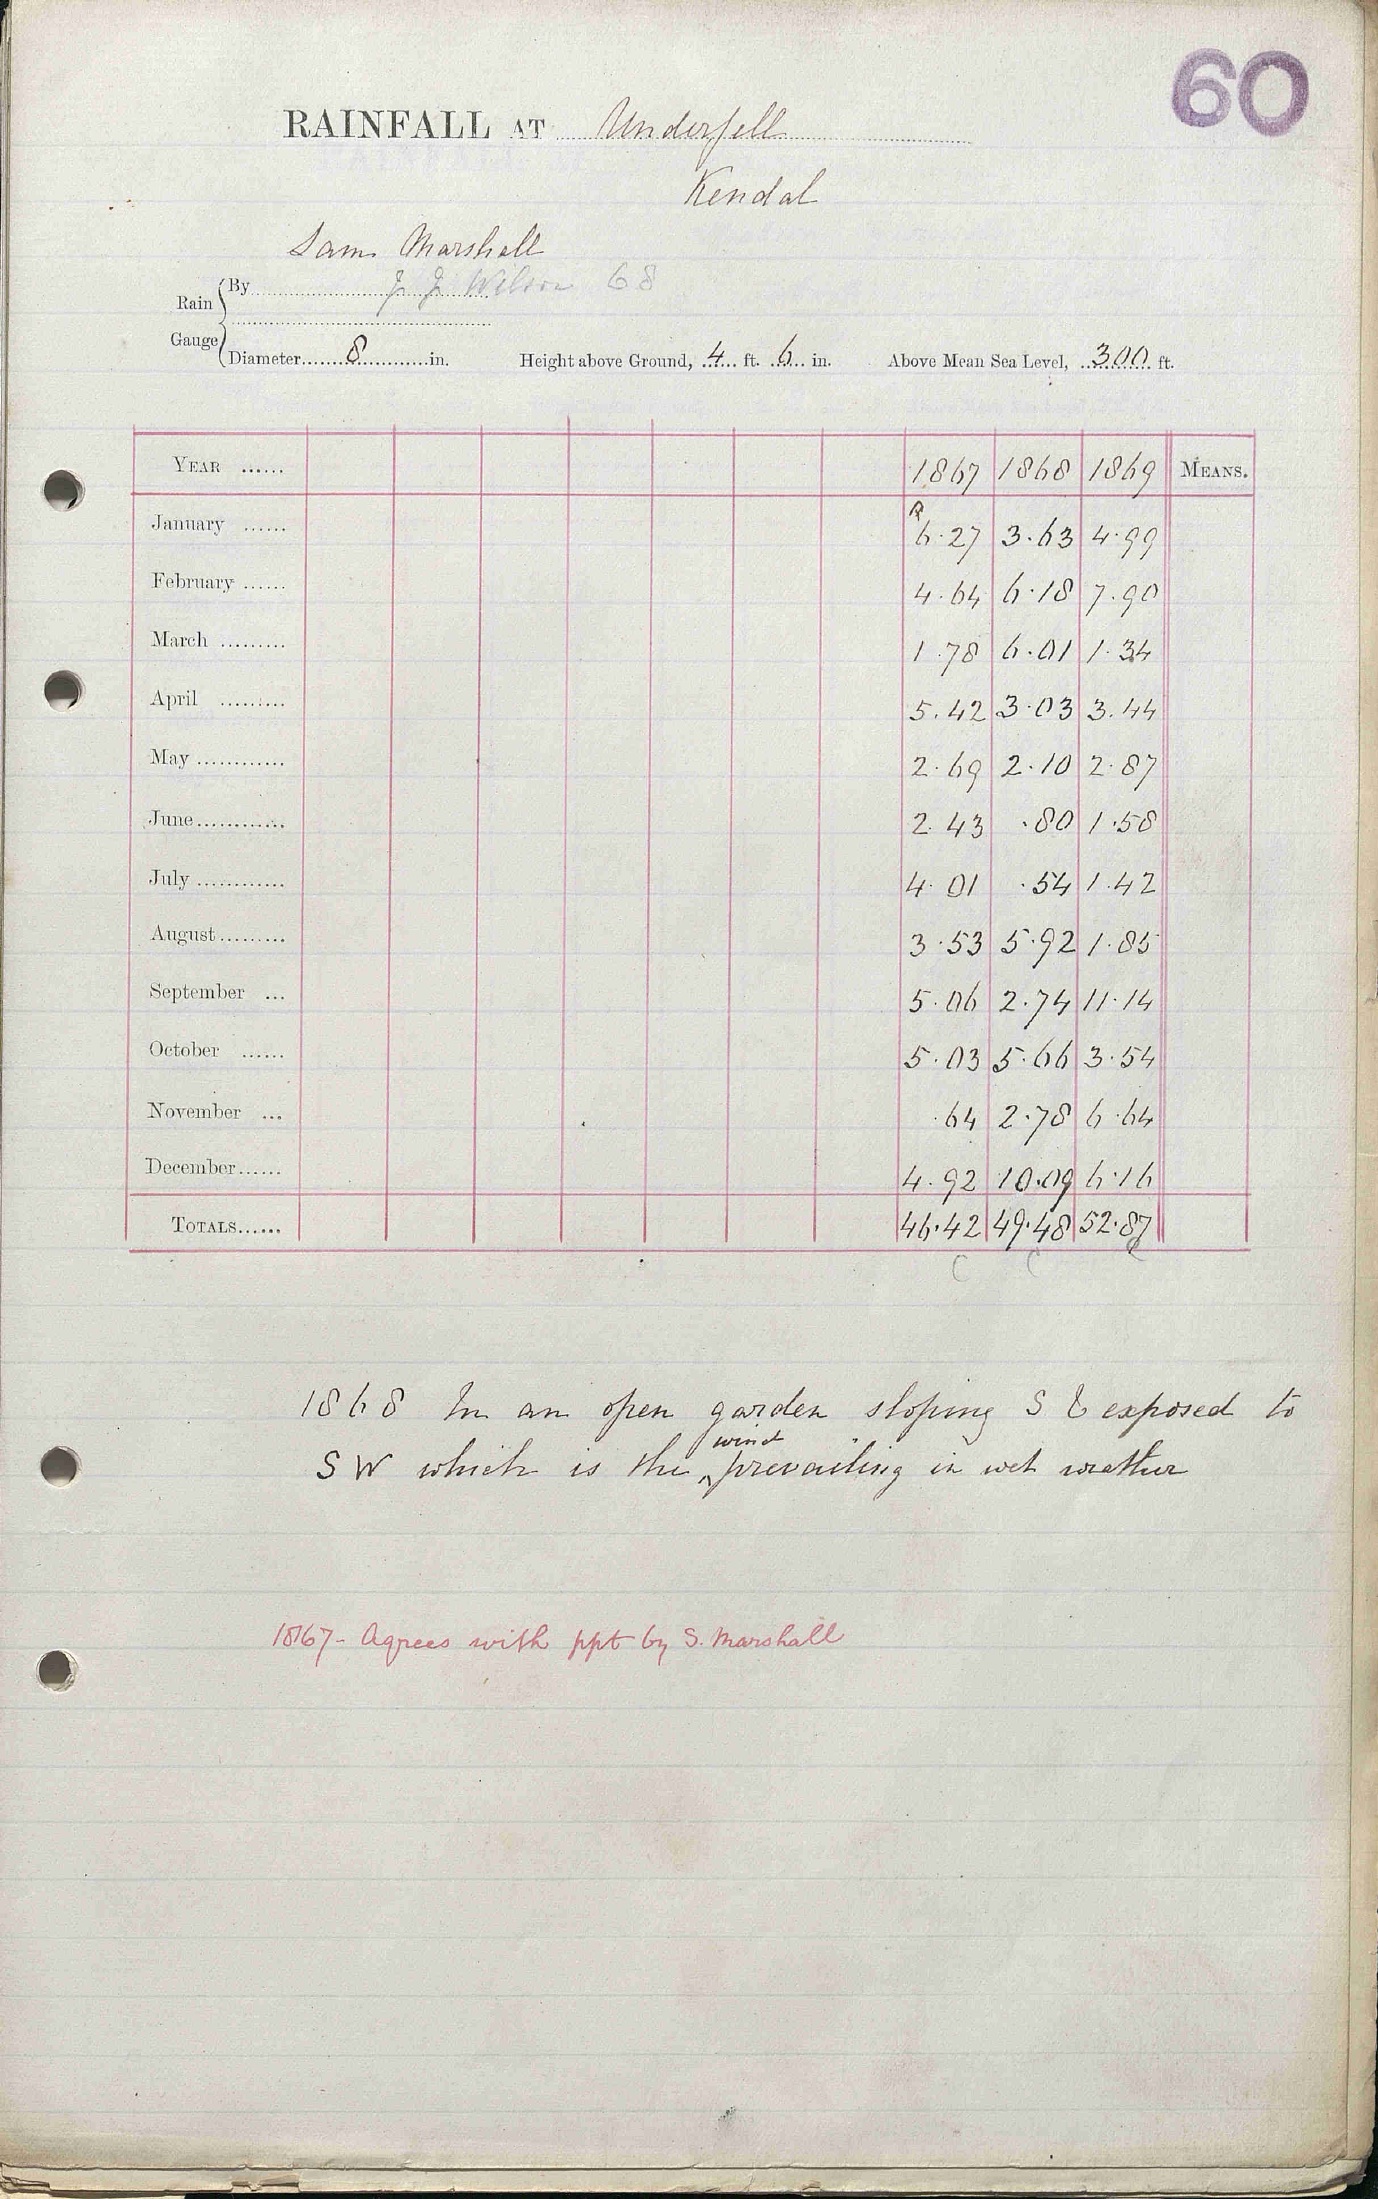 60
RAINFALL AT Underfell
Kendal
Sam Marshall
Rain Gauge
By J J Wilson 68
Diameter 8 in. Height above Ground, 4 ft. 6 in. Above Mean Sea Level, 300 ft.
YEAR ...... 1867 1868 1869 MEANS.
January ...... 6.27 3.63 4.99
February ...... 4.64 6.18 7.90
March ......... 1.78 6.01 1.34
April ......... 5.42 3.03 3.44
May ............ 2.69 2.10 2.87
June............ 2.43 .80 1.58
July ............ 4.01 .54 1.42
August......... 3.53 5.92 1.85
September ... 5.06 2.74 11.14
October ...... 5.03 5.66 3.54
November ... .64 2.78 6.64
December...... 4.92 10.09 6.16
TOTALS...... 46.42 49.48 52.87
C C C
1868 In an open garden sloping S E exposed to
SW which is the wind prevailing in wet weather
1867 - Agrees with ppt by S. Marshall